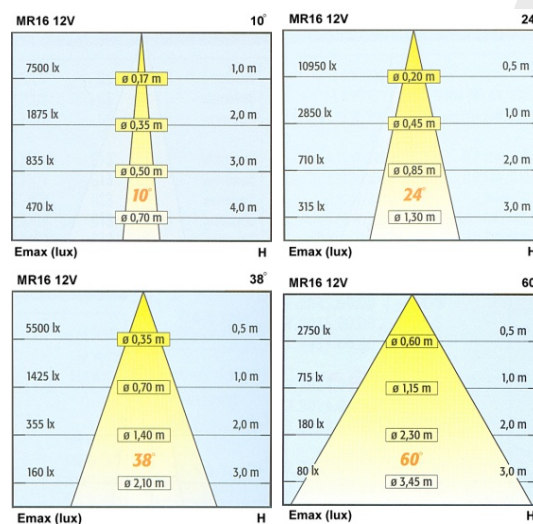 MR16 12V 10°
7500 lx ø 0,17 m 1,0 m
1875 lx ø 0,35 m 2,0 m
835 lx ø 0,50 m 3,0 m
10°
470 lx ø 0,70 m 4,0 m
Emax (lux) H
MR16 12V 24
10950 lx ø 0,20 m 0,5 m
2850 lx ø 0,45 m 1,0 m
710 lx ø 0,85 m 2,0 m
24°
315 lx ø 1,30 m 3,0 m
Emax (lux) H
MR16 12V 38°
5500 lx ø 0,35 m 0,5 m
1425 lx ø 0,70 m 1,0 m
355 lx ø 1,40 m 2,0 m
38°
160 lx ø 2,10 m 3,0 m
Emax (lux) H
MR16 12V 60
2750 lx ø 0,60 m 0,5 m
715 lx ø 1,15 m 1,0 m
180 lx ø 2,30 m 2,0 m
60°
80 lx ø 3,45 m 3,0 m
Emax (lux) H